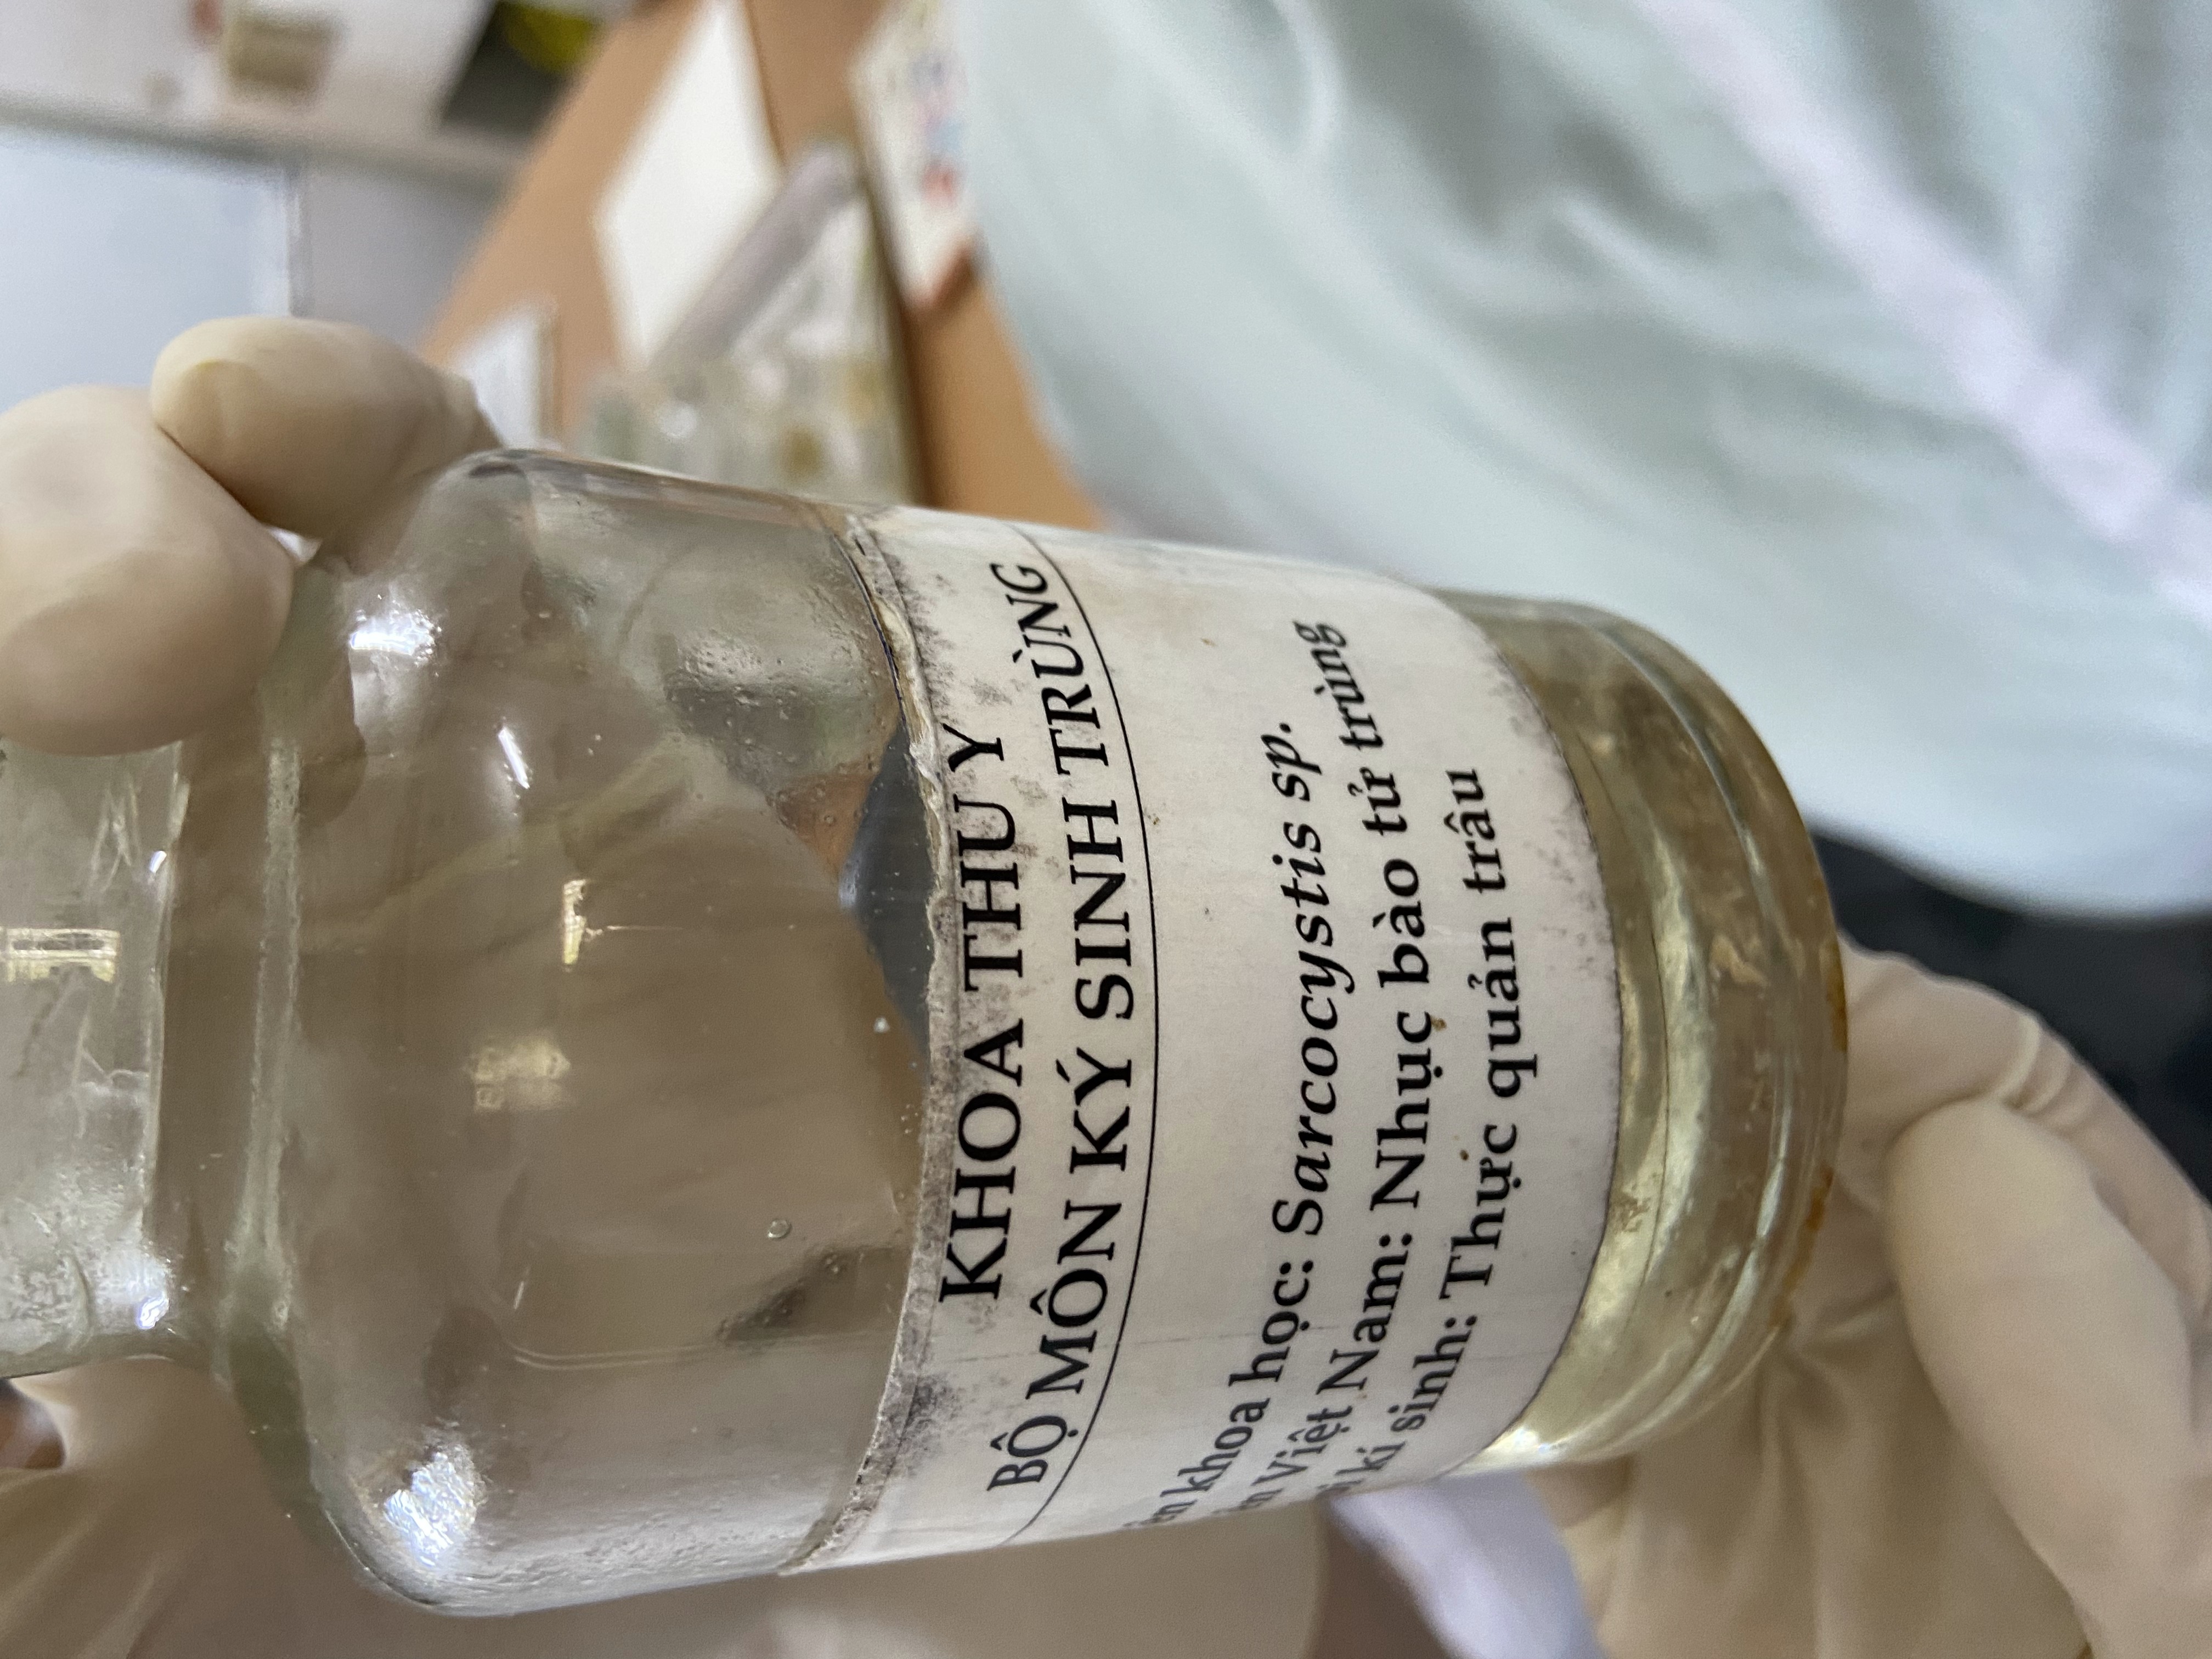 KHOA THU Y
BỘ MÔN KÝ SINH TRÙNG
khoa học: Sarcocystis sp.
Việt Nam: Nhục bào tử trùng
kí sinh: Thực quản trâu